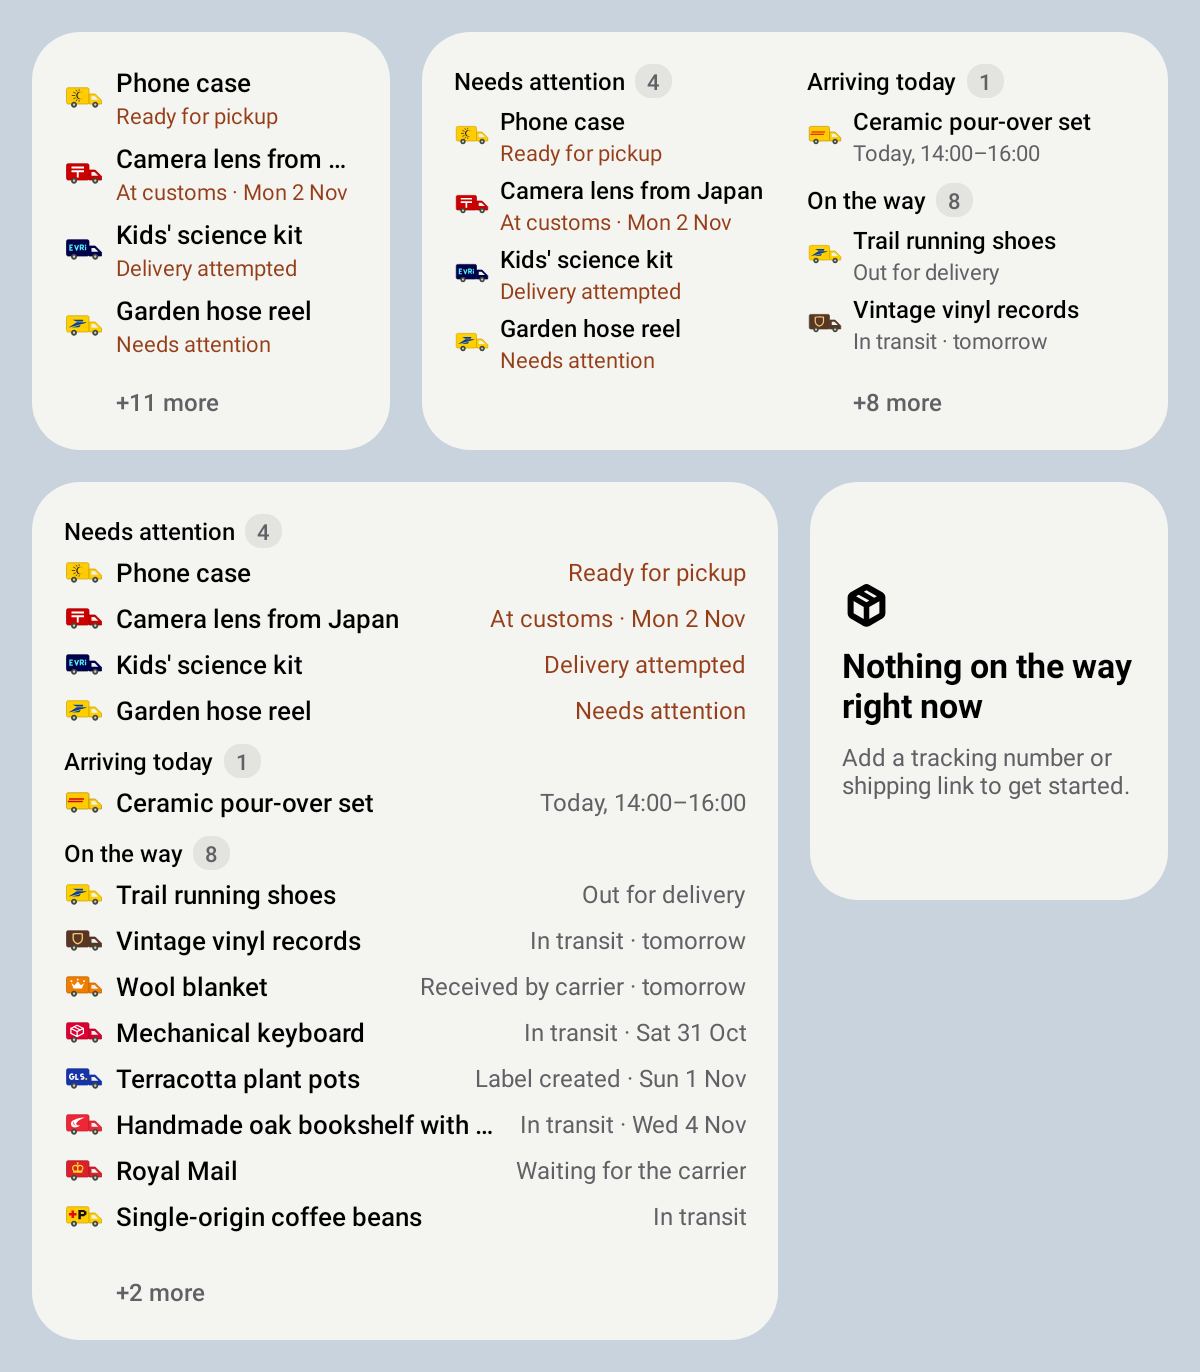 Phone case
Ready for pickup
Camera lens from ...
At customs · Mon 2 Nov
EVRi
Kids' science kit
Delivery attempted
Garden hose reel
Needs attention
+11 more
Needs attention 4
Phone case
Ready for pickup
Camera lens from Japan
At customs · Mon 2 Nov
EVRi
Kids' science kit
Delivery attempted
Garden hose reel
Needs attention
Arriving today 1
Ceramic pour-over set
Today, 14:00–16:00
On the way 8
Trail running shoes
Out for delivery
Vintage vinyl records
In transit · tomorrow
+8 more
Needs attention 4
Phone case Ready for pickup
Camera lens from Japan At customs · Mon 2 Nov
EVRi Kids' science kit Delivery attempted
Garden hose reel Needs attention
Arriving today 1
Ceramic pour-over set Today, 14:00–16:00
On the way 8
Trail running shoes Out for delivery
Vintage vinyl records In transit · tomorrow
Wool blanket Received by carrier · tomorrow
Mechanical keyboard In transit · Sat 31 Oct
GLS. Terracotta plant pots Label created · Sun 1 Nov
Handmade oak bookshelf with ... In transit · Wed 4 Nov
Royal Mail Waiting for the carrier
+P Single-origin coffee beans In transit
+2 more
Nothing on the way
right now
Add a tracking number or
shipping link to get started.